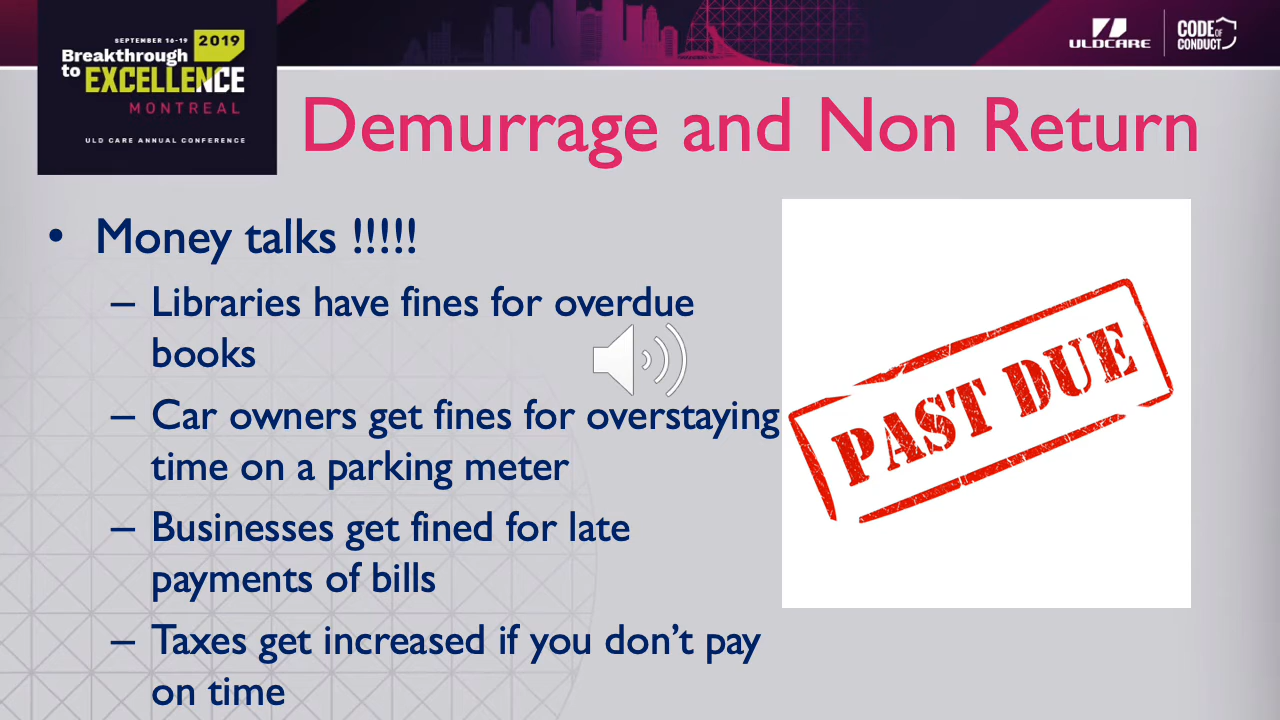 SEPTEMBER 16-19 2019
Breakthrough
to EXCELLENCE
MONTREAL
ULD CARE ANNUAL CONFERENCE
ULDCARE
CODE OF
CONDUCT
Demurrage and Non Return
• Money talks !!!!!
– Libraries have fines for overdue
books
– Car owners get fines for overstaying
time on a parking meter
– Businesses get fined for late
payments of bills
– Taxes get increased if you don’t pay
on time
PAST DUE